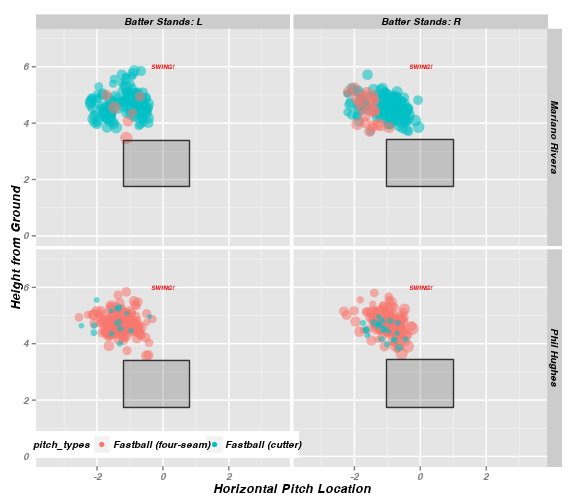 Batter Stands: L
Batter Stands: R
SWING!
SWING!
6
4
2
0
Mariano Rivera
SWING!
SWING!
6
4
2
0
Phil Hughes
Height from Ground
pitch_types Fastball (four-seam) Fastball (cutter)
-2 0 2 -2 0 2
Horizontal Pitch Location